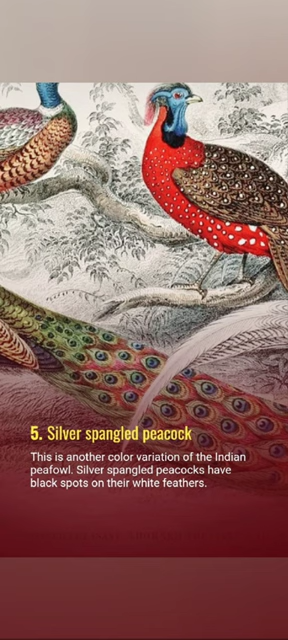 5. Silver spangled peacock
This is another color variation of the Indian
peafowl. Silver spangled peacocks have
black spots on their white feathers.